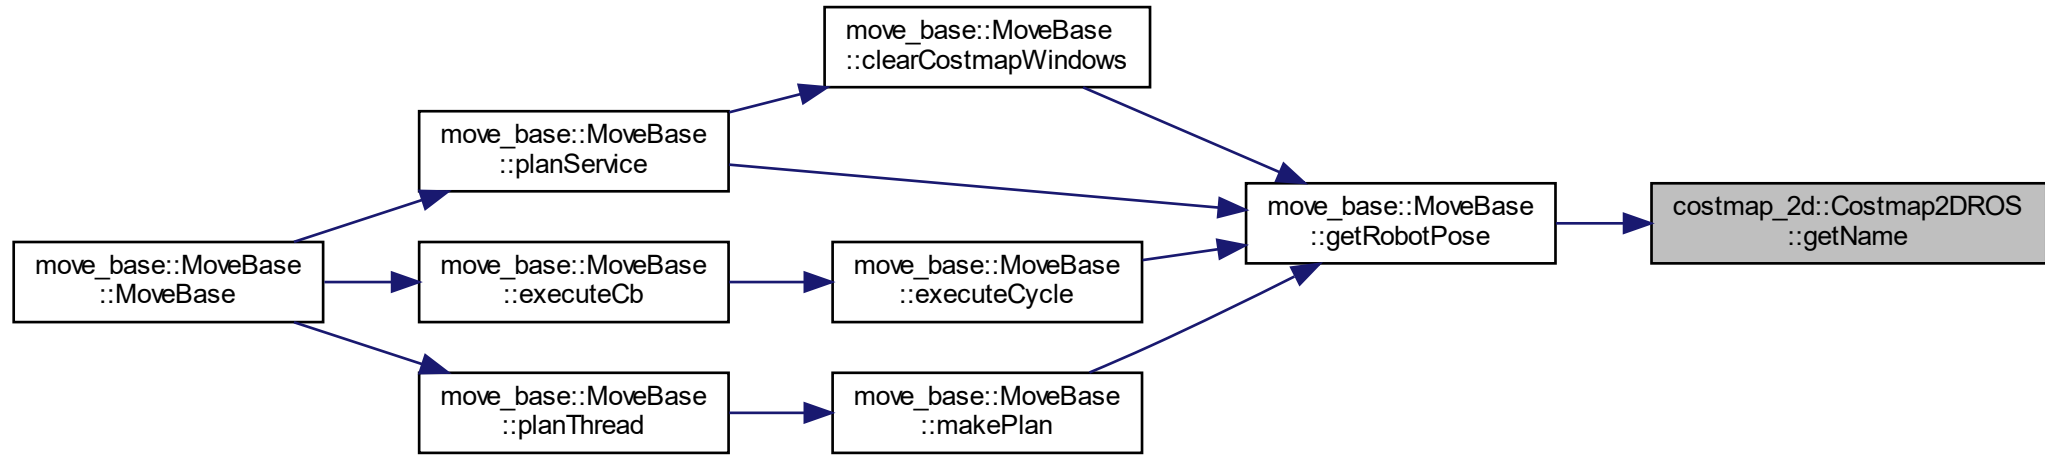 move_base::MoveBase
::clearCostmapWindows
move_base::MoveBase
::planService
move_base::MoveBase
::getRobotPose
costmap_2d::Costmap2DROS
::getName
move_base::MoveBase
::MoveBase
move_base::MoveBase
::executeCb
move_base::MoveBase
::executeCycle
move_base::MoveBase
::planThread
move_base::MoveBase
::makePlan